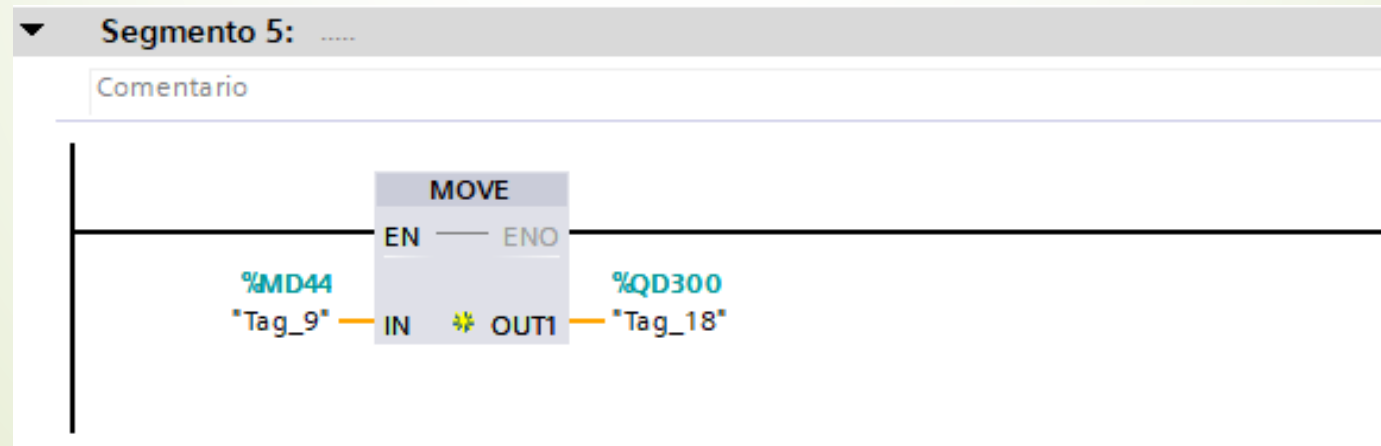 Segmento 5: .....
Comentario
MOVE
EN ENO
%MD44 %QD300
"Tag_9" IN OUT1 "Tag_18"